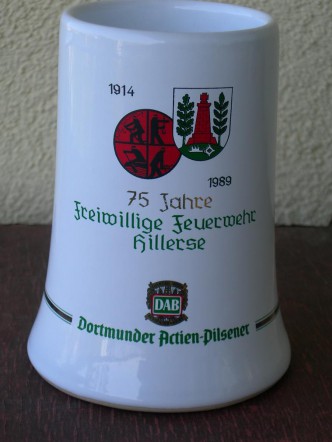 1914
1989
75 Jahre
Freiwillige Feuerwehr
Hillerse
DAB
Dortmunder Actien-Pilsener